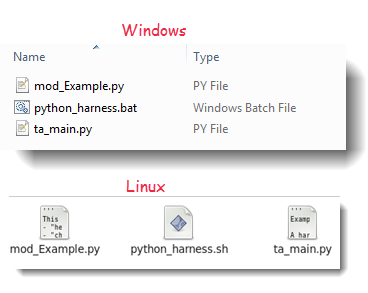 Windows
Name Type
mod_Example.py PY File
python_harness.bat Windows Batch File
ta_main.py PY File
Linux
This Examp
- "he
- "ch A har
mod_Example.py python_harness.sh ta_main.py